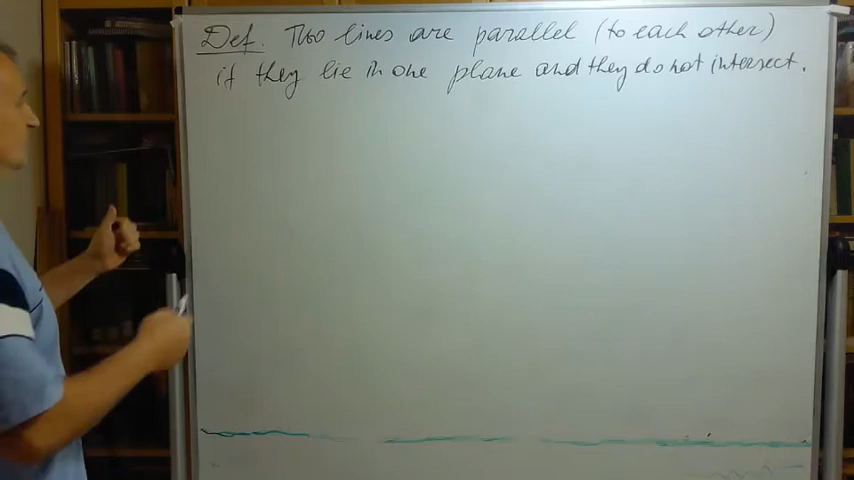 Def. Two lines are parallel (to each other)
if they lie in one plane and they do not intersect.